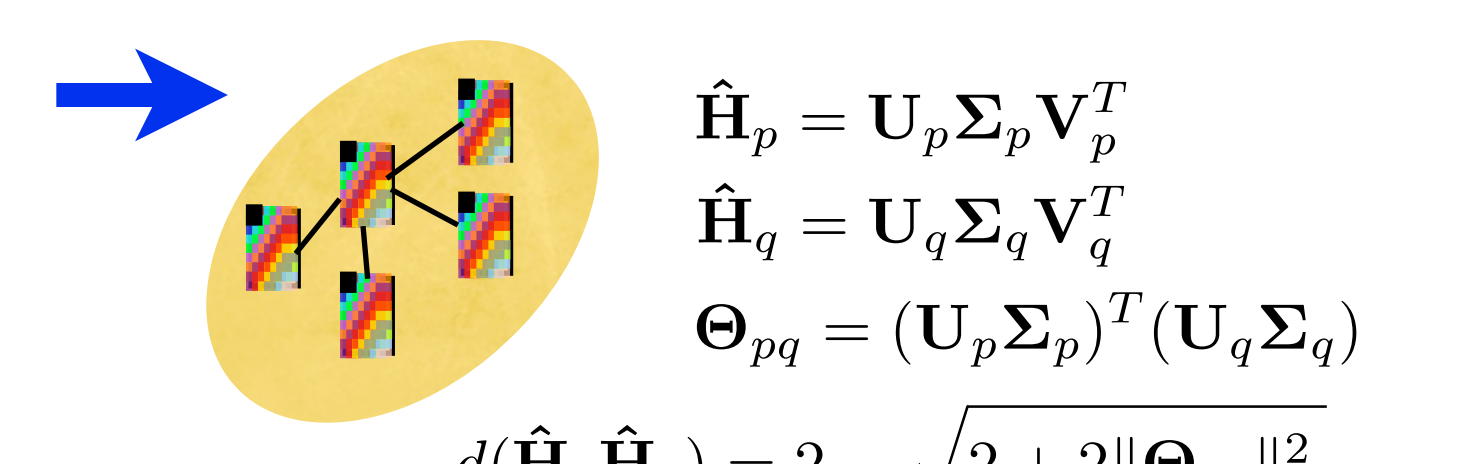 Ĥ_p = U_p Σ_p V_p^T
Ĥ_q = U_q Σ_q V_q^T
Θ_pq = (U_p Σ_p)^T (U_q Σ_q)